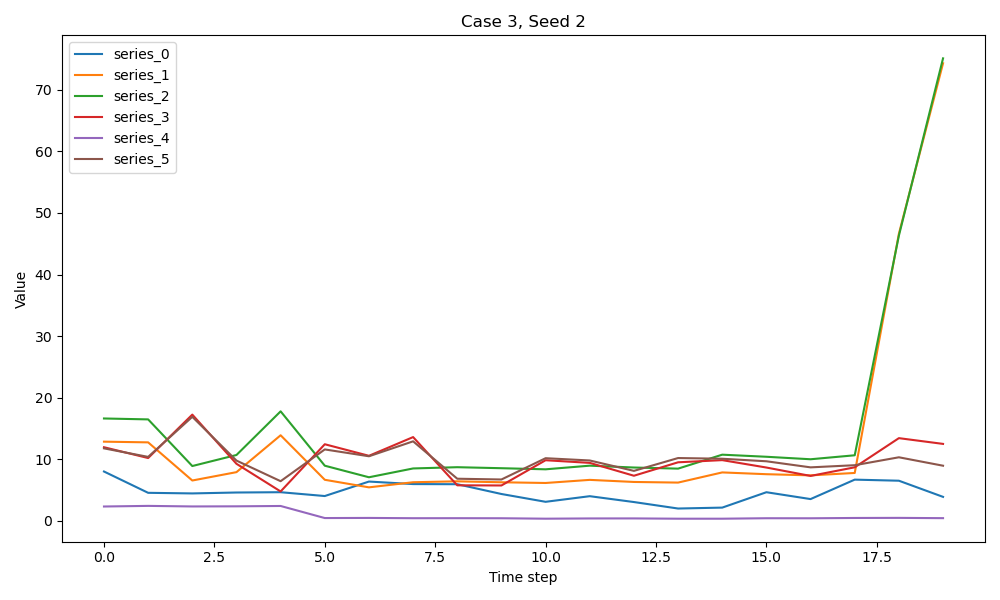 Case 3, Seed 2
series_0
series_1
series_2
series_3
series_4
series_5
Value
70
60
50
40
30
20
10
0
0.0 2.5 5.0 7.5 10.0 12.5 15.0 17.5
Time step